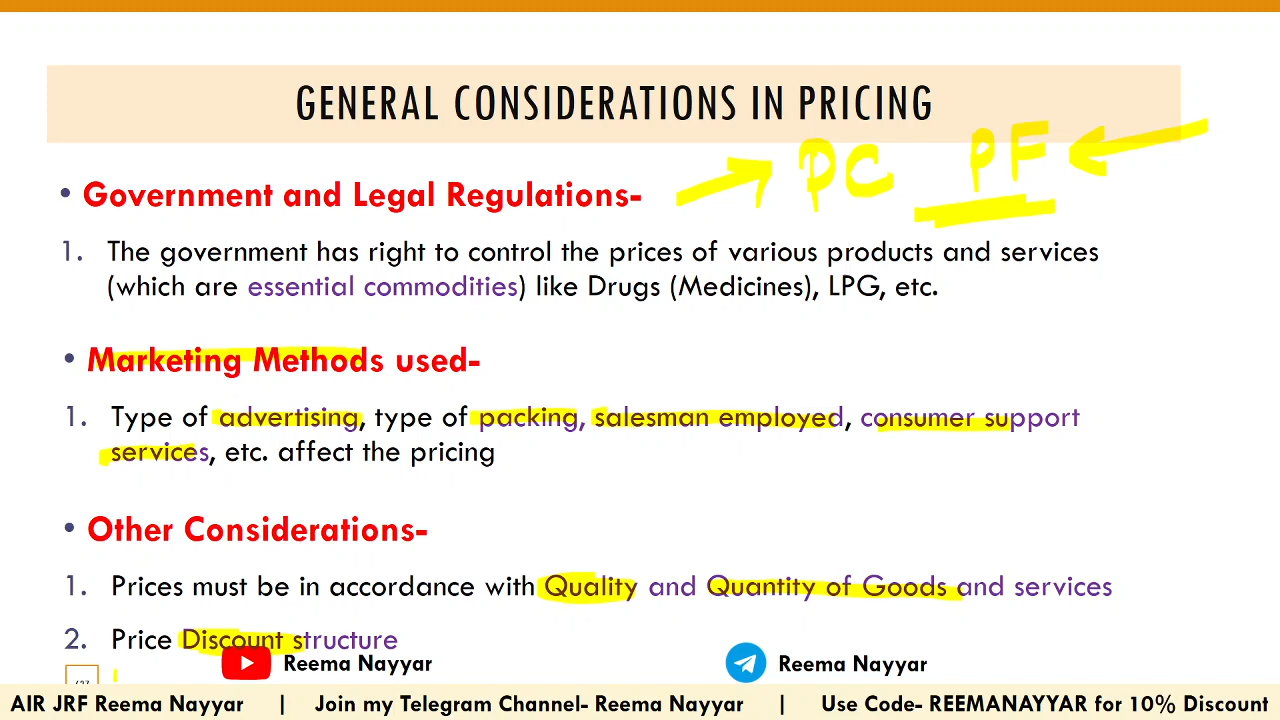 GENERAL CONSIDERATIONS IN PRICING
PC PF
• Government and Legal Regulations-
1. The government has right to control the prices of various products and services
(which are essential commodities) like Drugs (Medicines), LPG, etc.
• Marketing Methods used-
1. Type of advertising, type of packing, salesman employed, consumer support
services, etc. affect the pricing
• Other Considerations-
1. Prices must be in accordance with Quality and Quantity of Goods and services
2. Price Discount structure
Reema Nayyar Reema Nayyar
AIR JRF Reema Nayyar | Join my Telegram Channel- Reema Nayyar | Use Code- REEMANAYYAR for 10% Discount